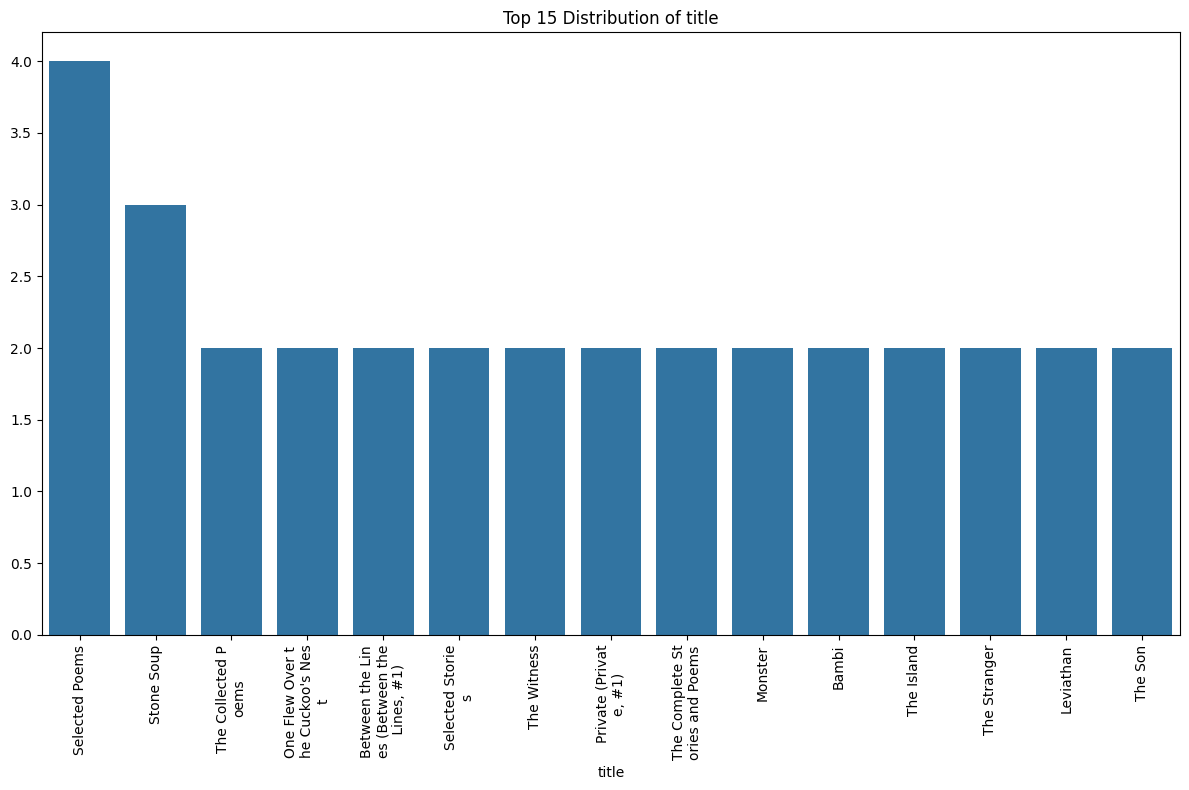 Top 15 Distribution of title
4.0
3.5
3.0
2.5
2.0
1.5
1.0
0.5
0.0
Selected Poems
Stone Soup
The Collected P
oems
One Flew Over t
he Cuckoo's Nes
t
Between the Lin
es (Between the
Lines, #1)
Selected Storie
s
The Witness
Private (Privat
e, #1)
The Complete St
ories and Poems
Monster
Bambi
The Island
The Stranger
Leviathan
The Son
title